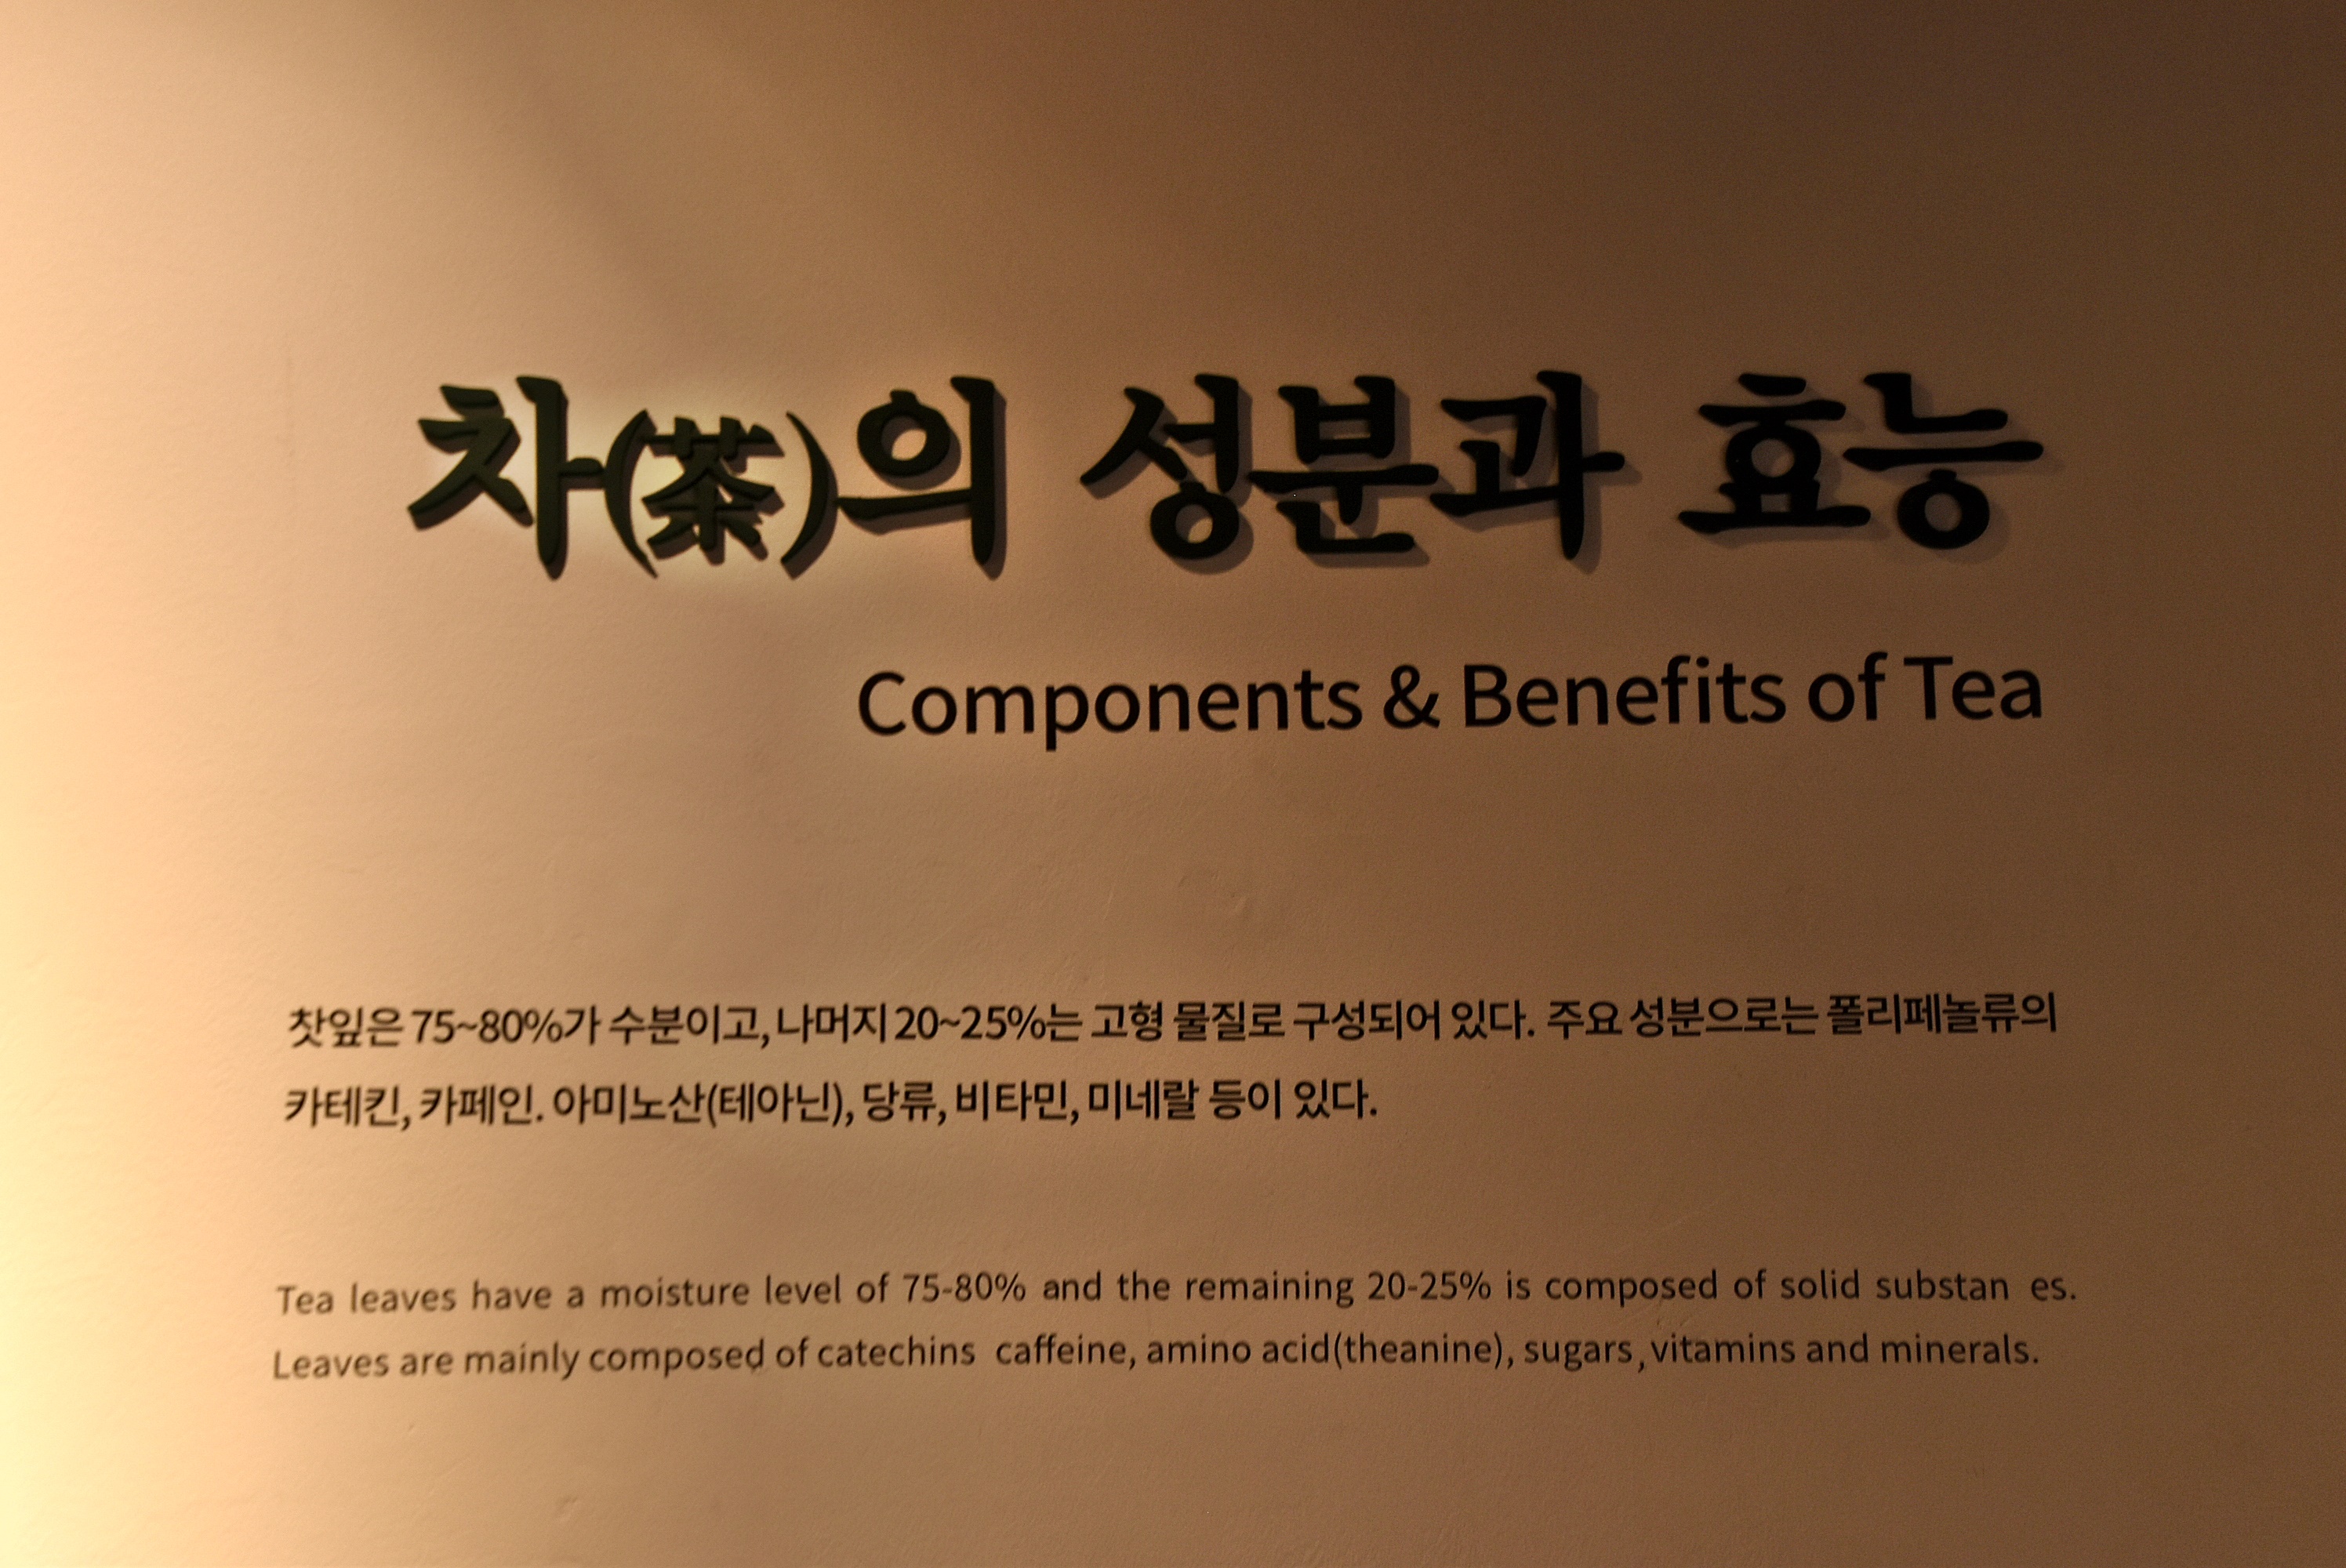 차(茶)의 성분과 효능
Components & Benefits of Tea
찻잎은 75~80%가 수분이고, 나머지 20~25%는 고형 물질로 구성되어 있다. 주요 성분으로는 폴리페놀류의
카테킨, 카페인. 아미노산(테아닌), 당류, 비타민, 미네랄 등이 있다.
Tea leaves have a moisture level of 75-80% and the remaining 20-25% is composed of solid substan es.
Leaves are mainly composed of catechins caffeine, amino acid(theanine), sugars, vitamins and minerals.